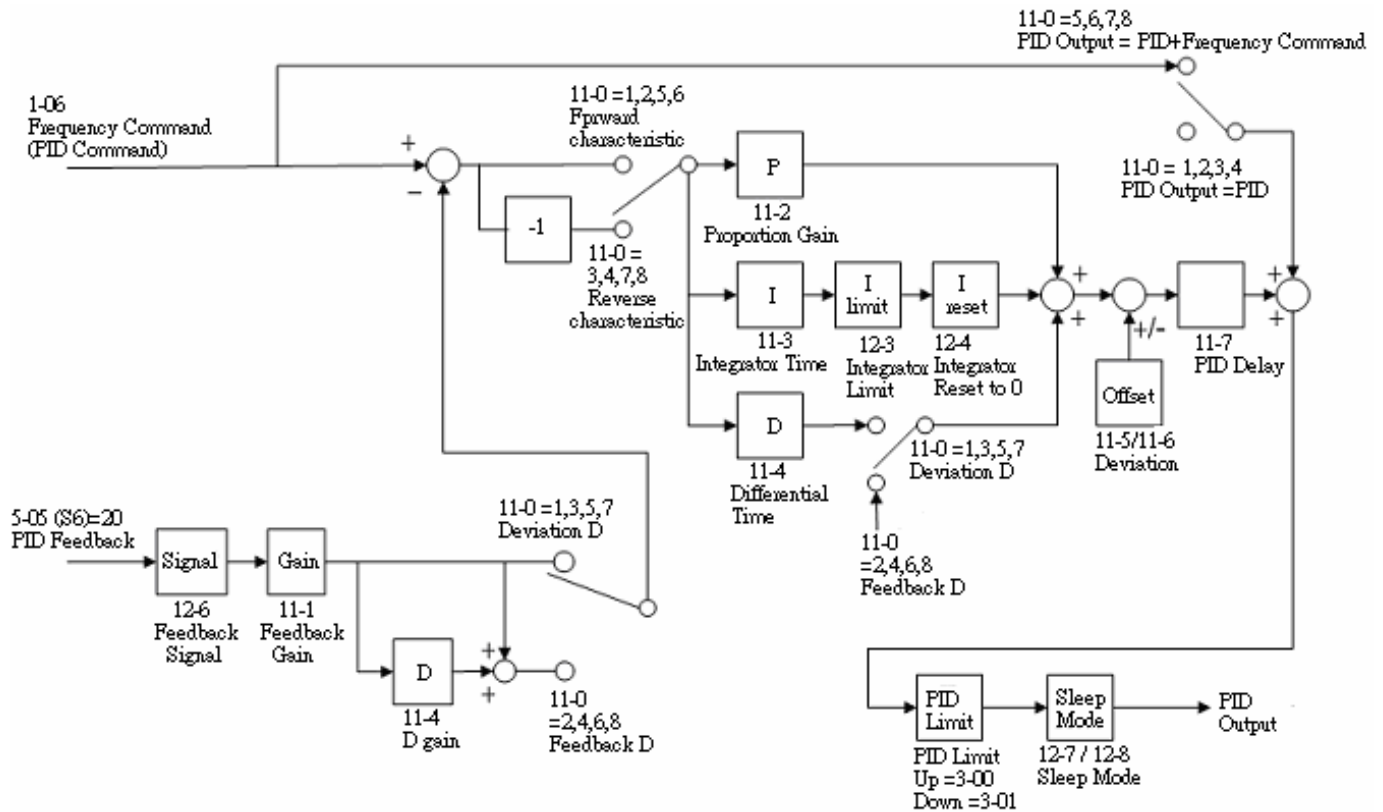 11-0 =5,6,7,8
PID Output = PID+Frequency Command
1-06
Frequency Command
(PID Command)
11-0 =1,2,5,6
Fprward
characteristic
+
−
-1
11-0 =
3,4,7,8
Reverse
characteristic
P
11-2
Proportion Gain
11-0 = 1,2,3,4
PID Output =PID
I
11-3
Integrator Time
I
limit
12-3
Integrator
Limit
I
reset
12-4
Integrator
Reset to 0
+
+
+/-
Offset
11-5/11-6
Deviation
11-7
PID Delay
+
+
D
11-4
Differential
Time
11-0 =1,3,5,7
Deviation D
11-0
=2,4,6,8
Feedback D
5-05 (S6)=20
PID Feedback
Signal
12-6
Feedback
Signal
Gain
11-1
Feedback
Gain
11-0 =1,3,5,7
Deviation D
D
11-4
D gain
+
+
11-0
=2,4,6,8
Feedback D
PID
Limit
PID Limit
Up =3-00
Down =3-01
Sleep
Mode
12-7 / 12-8
Sleep Mode
PID
Output